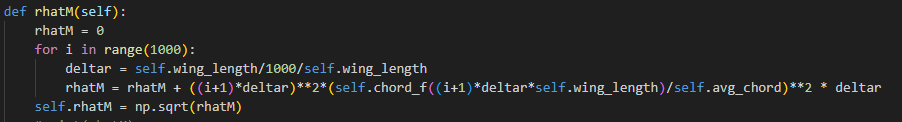 def rhatM(self):
    rhatM = 0
    for i in range(1000):
        deltar = self.wing_length/1000/self.wing_length
        rhatM = rhatM + ((i+1)*deltar)**2*(self.chord_f((i+1)*deltar*self.wing_length)/self.avg_chord)**2 * deltar
    self.rhatM = np.sqrt(rhatM)